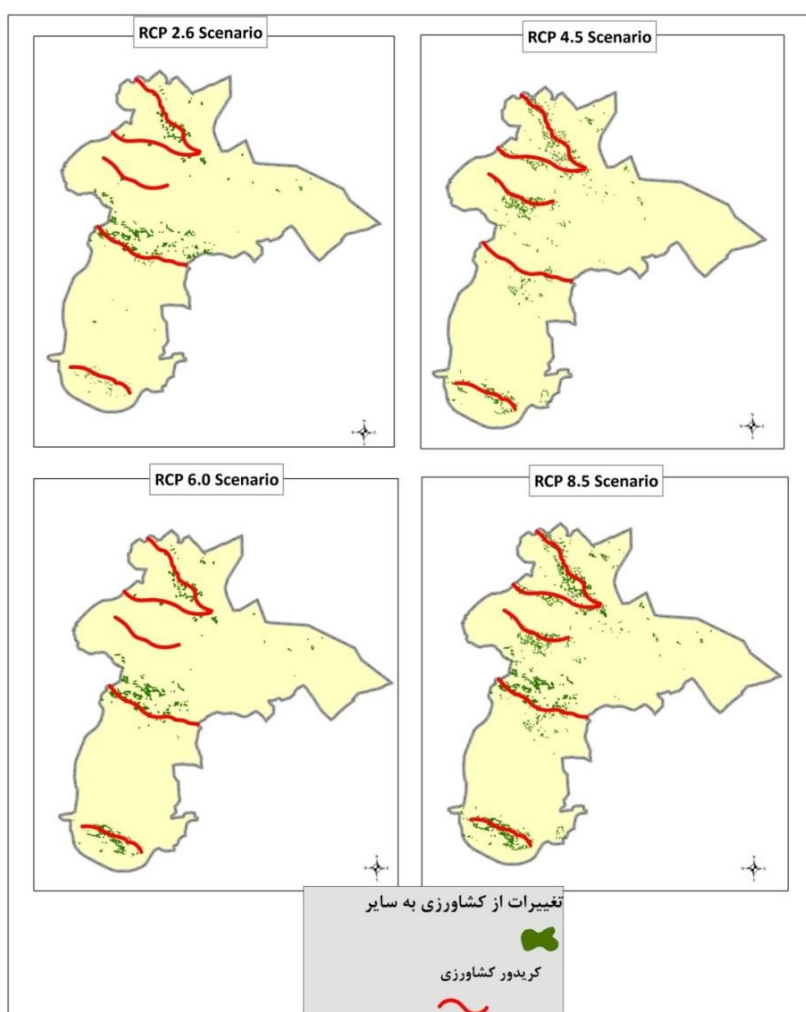 RCP 2.6 Scenario
RCP 4.5 Scenario
RCP 6.0 Scenario
RCP 8.5 Scenario
تغییرات از کشاورزی به سایر
کریدور کشاورزی